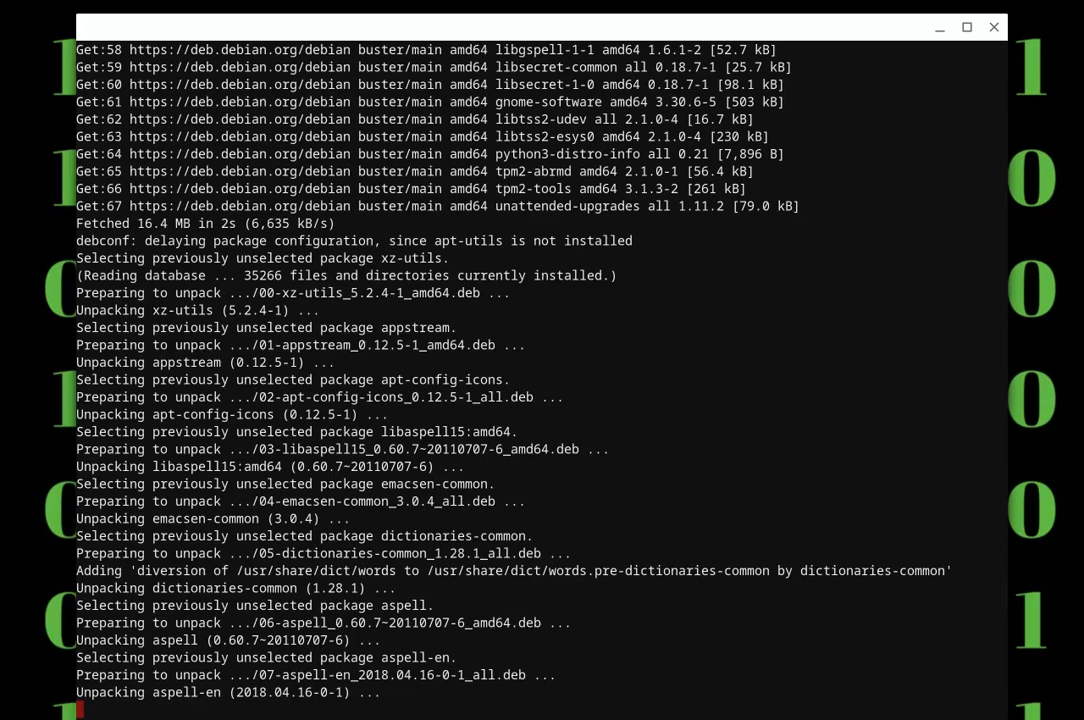 Get:58 https://deb.debian.org/debian buster/main amd64 libgspell-1-1 amd64 1.6.1-2 [52.7 kB]
Get:59 https://deb.debian.org/debian buster/main amd64 libsecret-common all 0.18.7-1 [25.7 kB]
Get:60 https://deb.debian.org/debian buster/main amd64 libsecret-1-0 amd64 0.18.7-1 [98.1 kB]
Get:61 https://deb.debian.org/debian buster/main amd64 gnome-software amd64 3.30.6-5 [503 kB]
Get:62 https://deb.debian.org/debian buster/main amd64 libtss2-udev all 2.1.0-4 [16.7 kB]
Get:63 https://deb.debian.org/debian buster/main amd64 libtss2-esys0 amd64 2.1.0-4 [230 kB]
Get:64 https://deb.debian.org/debian buster/main amd64 python3-distro-info all 0.21 [7,896 B]
Get:65 https://deb.debian.org/debian buster/main amd64 tpm2-abrmd amd64 2.1.0-1 [56.4 kB]
Get:66 https://deb.debian.org/debian buster/main amd64 tpm2-tools amd64 3.1.3-2 [261 kB]
Get:67 https://deb.debian.org/debian buster/main amd64 unattended-upgrades all 1.11.2 [79.0 kB]
Fetched 16.4 MB in 2s (6,635 kB/s)
debconf: delaying package configuration, since apt-utils is not installed
Selecting previously unselected package xz-utils.
(Reading database ... 35266 files and directories currently installed.)
Preparing to unpack .../00-xz-utils_5.2.4-1_amd64.deb ...
Unpacking xz-utils (5.2.4-1) ...
Selecting previously unselected package appstream.
Preparing to unpack .../01-appstream_0.12.5-1_amd64.deb ...
Unpacking appstream (0.12.5-1) ...
Selecting previously unselected package apt-config-icons.
Preparing to unpack .../02-apt-config-icons_0.12.5-1_all.deb ...
Unpacking apt-config-icons (0.12.5-1) ...
Selecting previously unselected package libaspell15:amd64.
Preparing to unpack .../03-libaspell15_0.60.7~20110707-6_amd64.deb ...
Unpacking libaspell15:amd64 (0.60.7~20110707-6) ...
Selecting previously unselected package emacsen-common.
Preparing to unpack .../04-emacsen-common_3.0.4_all.deb ...
Unpacking emacsen-common (3.0.4) ...
Selecting previously unselected package dictionaries-common.
Preparing to unpack .../05-dictionaries-common_1.28.1_all.deb ...
Adding 'diversion of /usr/share/dict/words to /usr/share/dict/words.pre-dictionaries-common by dictionaries-common'
Unpacking dictionaries-common (1.28.1) ...
Selecting previously unselected package aspell.
Preparing to unpack .../06-aspell_0.60.7~20110707-6_amd64.deb ...
Unpacking aspell (0.60.7~20110707-6) ...
Selecting previously unselected package aspell-en.
Preparing to unpack .../07-aspell-en_2018.04.16-0-1_all.deb ...
Unpacking aspell-en (2018.04.16-0-1) ...
1
1
0
1
0
0
1
1
0
0
0
0
1
1